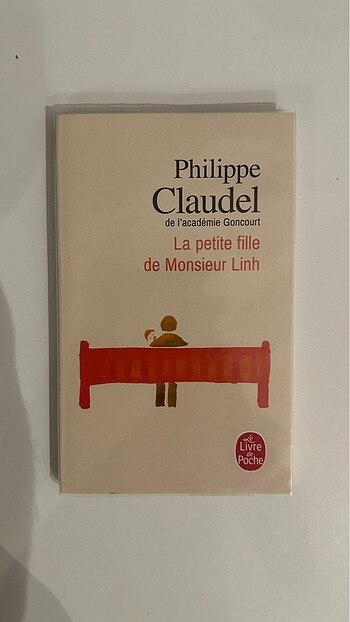 Philippe
Claudel
de l'académie Goncourt
La petite fille
de Monsieur Linh
Le
Livre
de
Poche